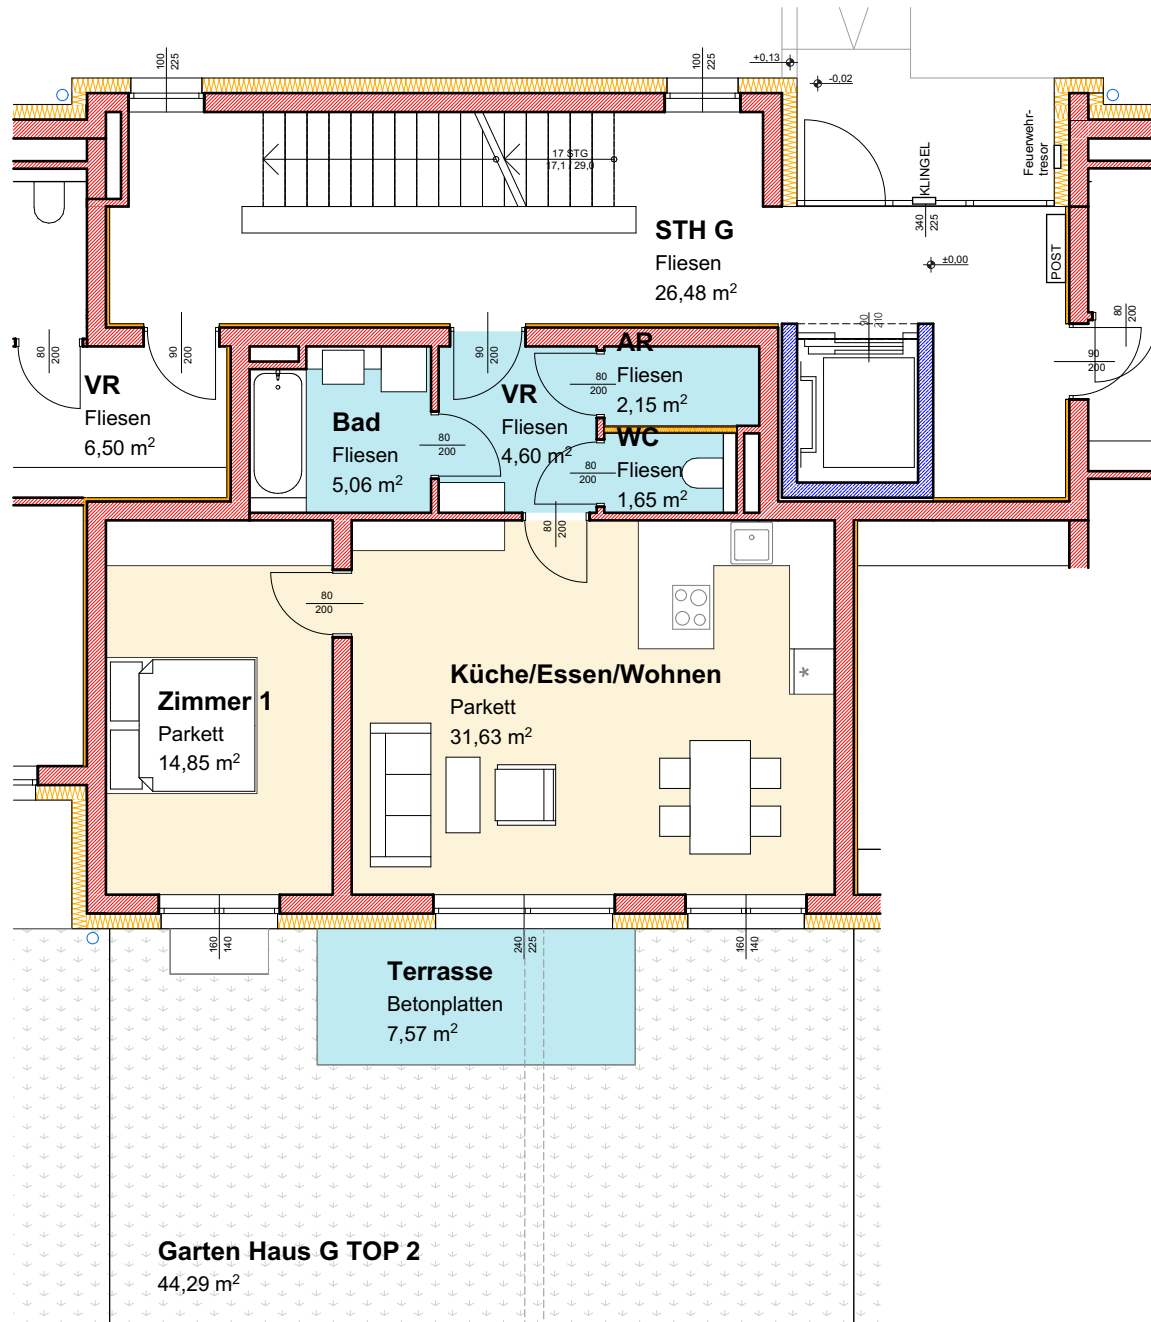 100
225
100
225
+0,13
-0,02
17 STG
17,1 / 29,0
KLINGEL
Feuerwehr-
tresor
340
225
STH G
Fliesen
26,48 m²
±0,00
POST
80
200
90
200
90
200
90
210
80
200
90
200
VR
Fliesen
6,50 m²
Bad
Fliesen
5,06 m²
80
200
VR
Fliesen
4,60 m²
80
200
AR
Fliesen
2,15 m²
80
200
WC
Fliesen
1,65 m²
80
200
80
200
Zimmer 1
Parkett
14,85 m²
Küche/Essen/Wohnen
Parkett
31,63 m²
*
160
140
240
225
160
140
Terrasse
Betonplatten
7,57 m²
Garten Haus G TOP 2
44,29 m²